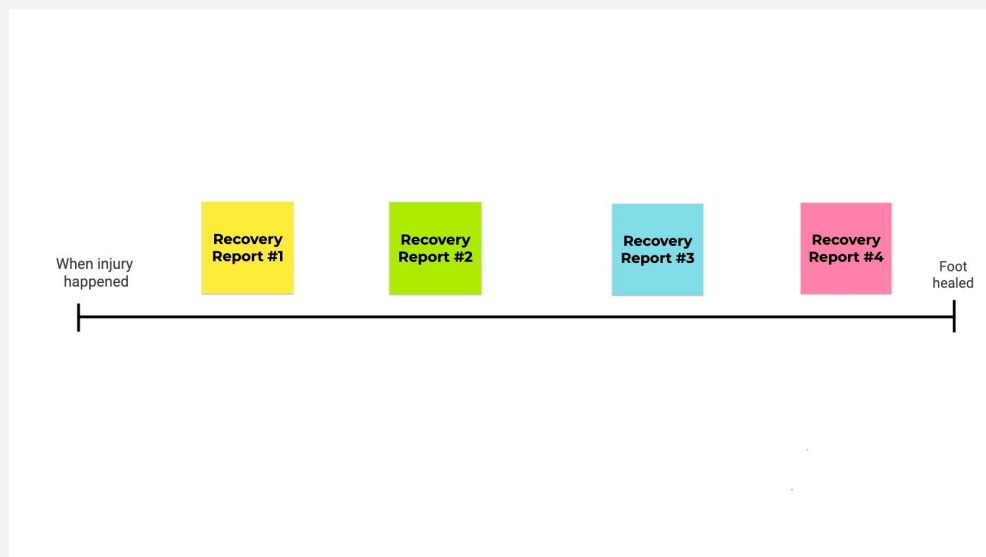 When injury
happened
Recovery
Report #1
Recovery
Report #2
Recovery
Report #3
Recovery
Report #4
Foot
healed